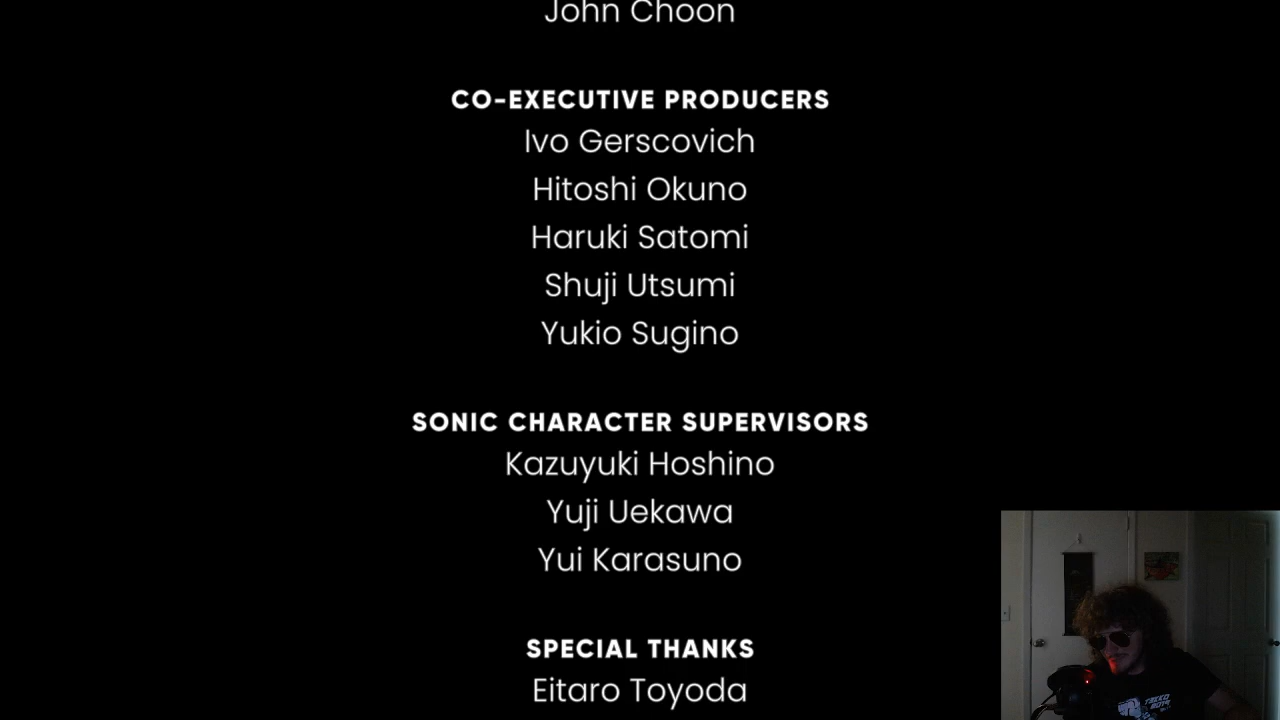 John Choon
CO-EXECUTIVE PRODUCERS
Ivo Gerscovich
Hitoshi Okuno
Haruki Satomi
Shuji Utsumi
Yukio Sugino
SONIC CHARACTER SUPERVISORS
Kazuyuki Hoshino
Yuji Uekawa
Yui Karasuno
SPECIAL THANKS
Eitaro Toyoda